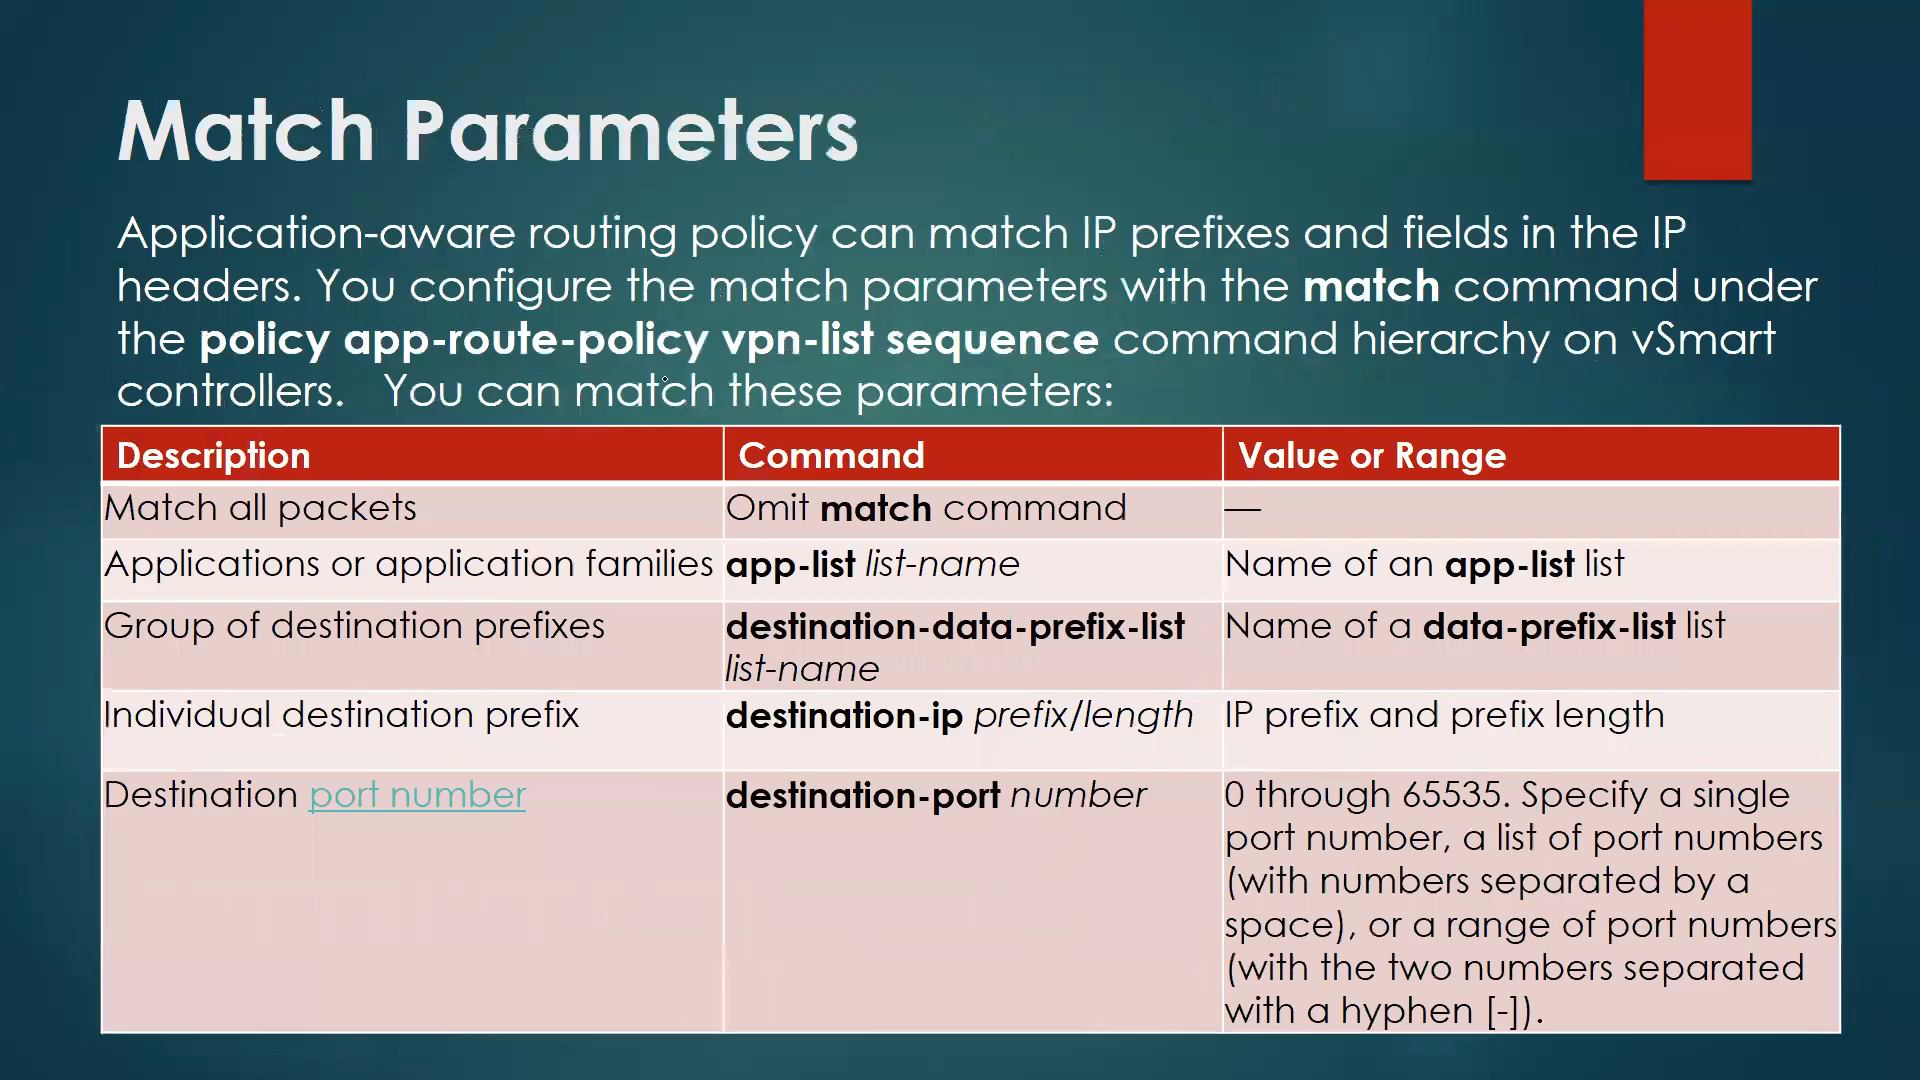 Match Parameters
Application-aware routing policy can match IP prefixes and fields in the IP
headers. You configure the match parameters with the match command under
the policy app-route-policy vpn-list sequence command hierarchy on vSmart
controllers.   You can match these parameters:
Description Command Value or Range
Match all packets Omit match command —
Applications or application families app-list list-name Name of an app-list list
Group of destination prefixes destination-data-prefix-list Name of a data-prefix-list list
list-name
Individual destination prefix destination-ip prefix/length IP prefix and prefix length
Destination port number destination-port number 0 through 65535. Specify a single
port number, a list of port numbers
(with numbers separated by a
space), or a range of port numbers
(with the two numbers separated
with a hyphen [-]).